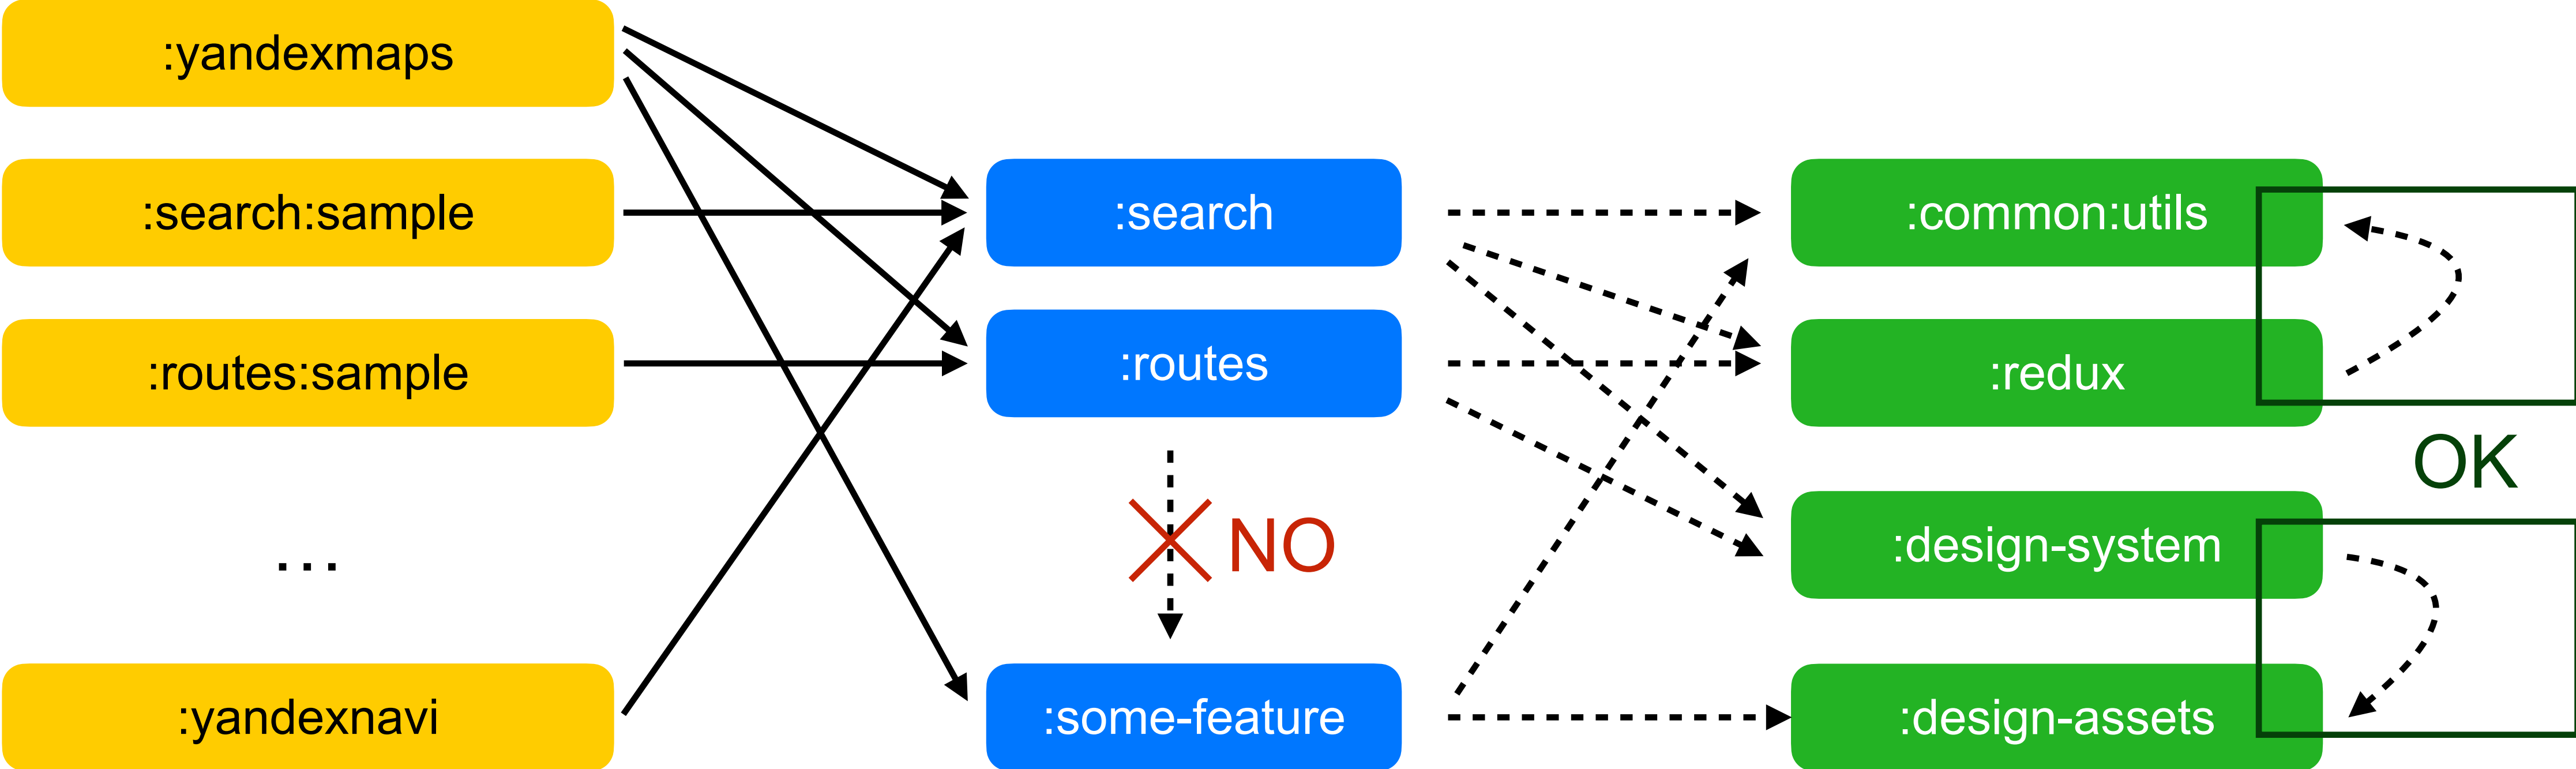 :yandexmaps
:search:sample
:routes:sample
...
:yandexnavi
:search
:routes
NO
:some-feature
:common:utils
:redux
OK
:design-system
:design-assets